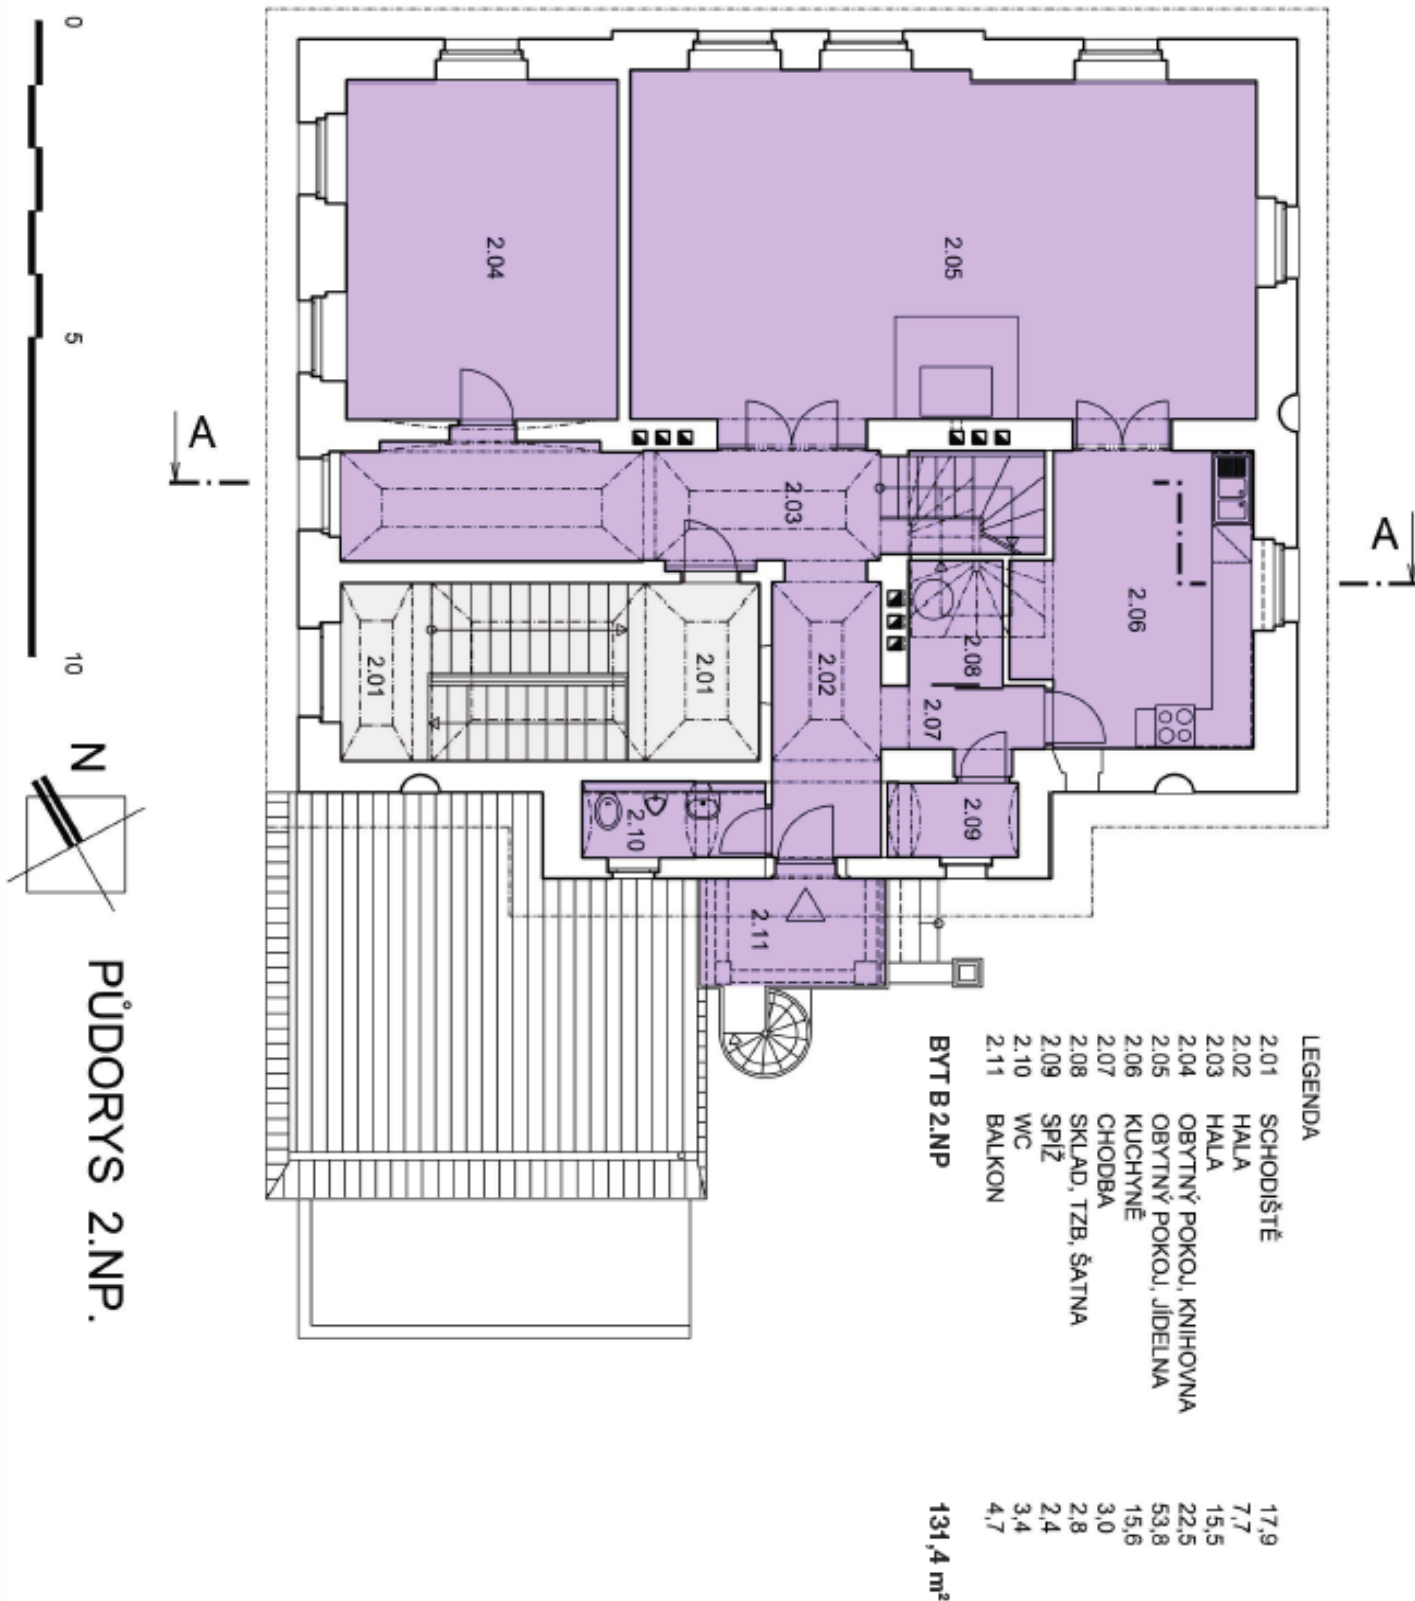 LEGENDA
2.01 SCHODIŠTĚ 17,9
2.02 HALA 7,7
2.03 HALA 15,5
2.04 OBYTNÝ POKOJ, KNIHOVNA 22,5
2.05 OBYTNÝ POKOJ, JÍDELNA 53,8
2.06 KUCHYNĚ 15,6
2.07 CHODBA 3,0
2.08 SKLAD, TZB, ŠATNA 2,8
2.09 SPÍŽ 2,4
2.10 WC 3,4
2.11 BALKON 4,7
BYT B 2.NP 131,4 m²
A
A
2.04
2.05
2.03
2.06
2.01
2.01
2.02
2.08
2.07
2.10
2.09
2.11
0
5
10
N
PŮDORYS 2.NP.